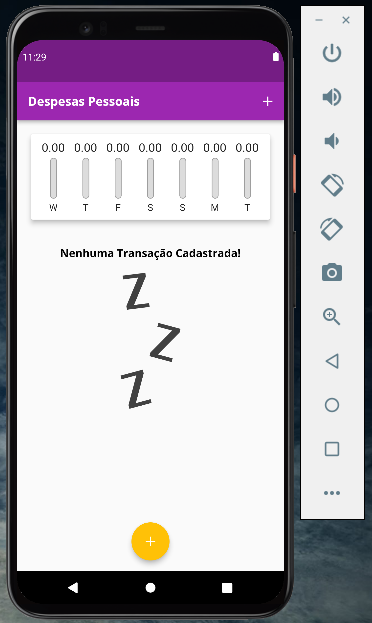 11:29
Despesas Pessoais
0.00 0.00 0.00 0.00 0.00 0.00 0.00
W T F S S M T
Nenhuma Transação Cadastrada!
Z
Z
Z